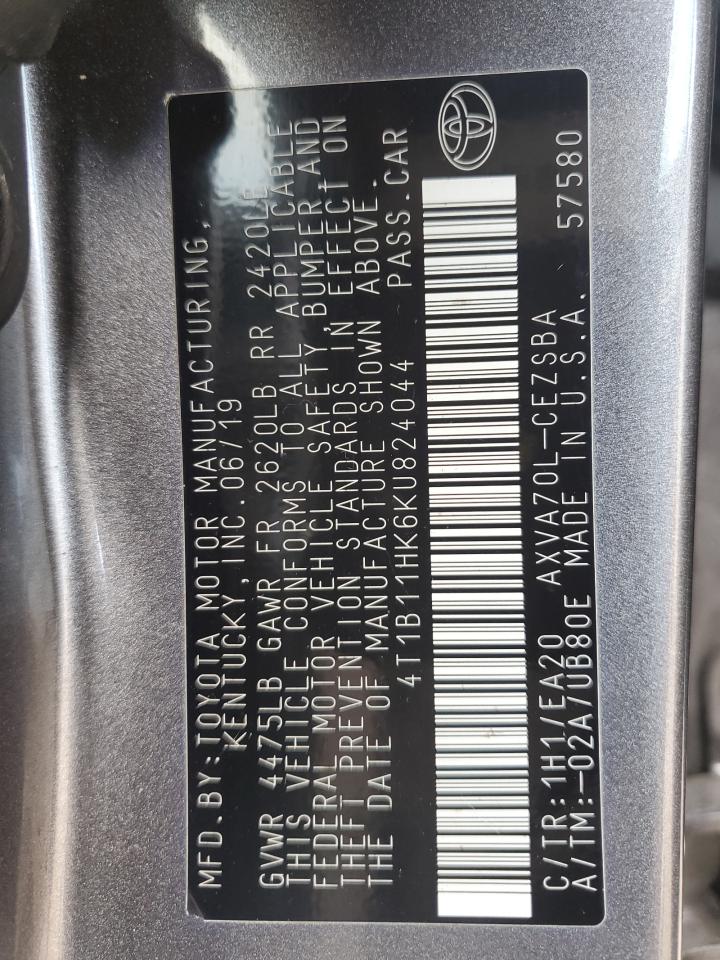 MFD.BY:TOYOTA MOTOR MANUFACTURING,
KENTUCKY,INC.06/19
GVWR 4475LB GAWR FR 2620LB RR 2420LB
THIS VEHICLE CONFORMS TO ALL APPLICABLE
FEDERAL MOTOR VEHICLE SAFETY,BUMPER,AND
THEFT PREVENTION STANDARDS IN EFFECT ON
THE DATE OF MANUFACTURE SHOWN ABOVE.
4T1B11HK6KU824044 PASS.CAR
C/TR:1H1/EA20 AXVA70L-CEZSBA
A/TM:-02A/UB80E MADE IN U.S.A. 57580